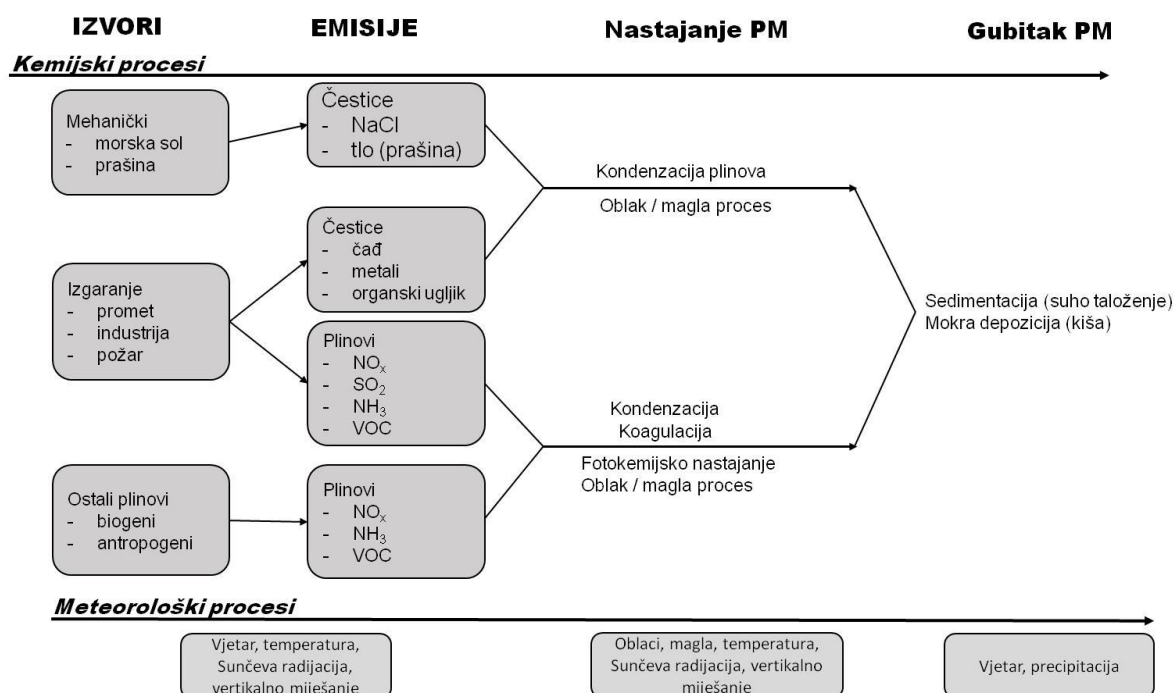 IZVORI
EMISIJE
Nastajanje PM
Gubitak PM
Kemijski procesi
Mehanički
- morska sol
- prašina
Čestice
- NaCl
- tlo (prašina)
Kondenzacija plinova
Oblak / magla proces
Čestice
- čađ
- metali
- organski ugljik
Izgaranje
- promet
- industrija
- požar
Sedimentacija (suho taloženje)
Mokra depozicija (kiša)
Plinovi
- NOₓ
- SO₂
- NH₃
- VOC
Kondenzacija
Koagulacija
Fotokemijsko nastajanje
Oblak / magla proces
Ostali plinovi
- biogeni
- antropogeni
Plinovi
- NOₓ
- NH₃
- VOC
Meteorološki procesi
Vjetar, temperatura,
Sunčeva radijacija,
vertikalno miješanje
Oblaci, magla, temperatura,
Sunčeva radijacija, vertikalno
miješanje
Vjetar, precipitacija